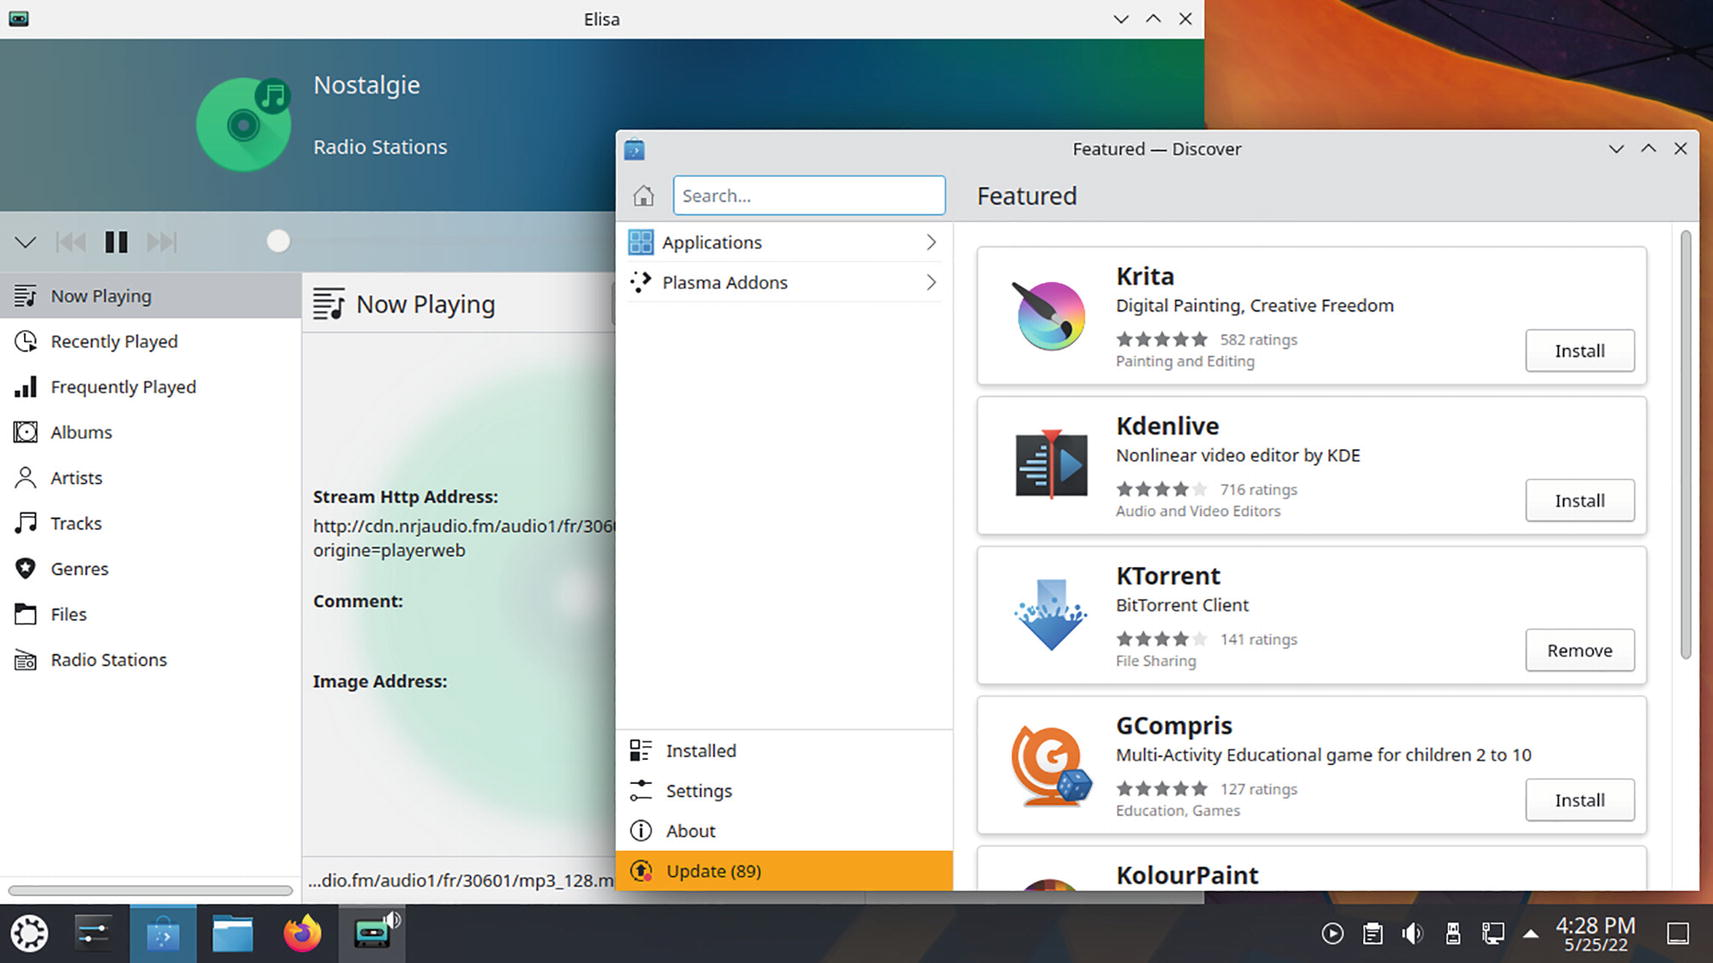 Elisa
Nostalgie
Radio Stations
Now Playing
Recently Played
Frequently Played
Albums
Artists
Tracks
Genres
Files
Radio Stations
Now Playing
Stream Http Address:
http://cdn.nrjaudio.fm/audio1/fr/306
origine=playerweb
Comment:
Image Address:
...dio.fm/audio1/fr/30601/mp3_128.m
Featured — Discover
Search...
Featured
Applications
Plasma Addons
Installed
Settings
About
Update (89)
Krita
Digital Painting, Creative Freedom
582 ratings
Painting and Editing
Install
Kdenlive
Nonlinear video editor by KDE
716 ratings
Audio and Video Editors
Install
KTorrent
BitTorrent Client
141 ratings
File Sharing
Remove
GCompris
Multi-Activity Educational game for children 2 to 10
127 ratings
Education, Games
Install
KolourPaint
4:28 PM
5/25/22